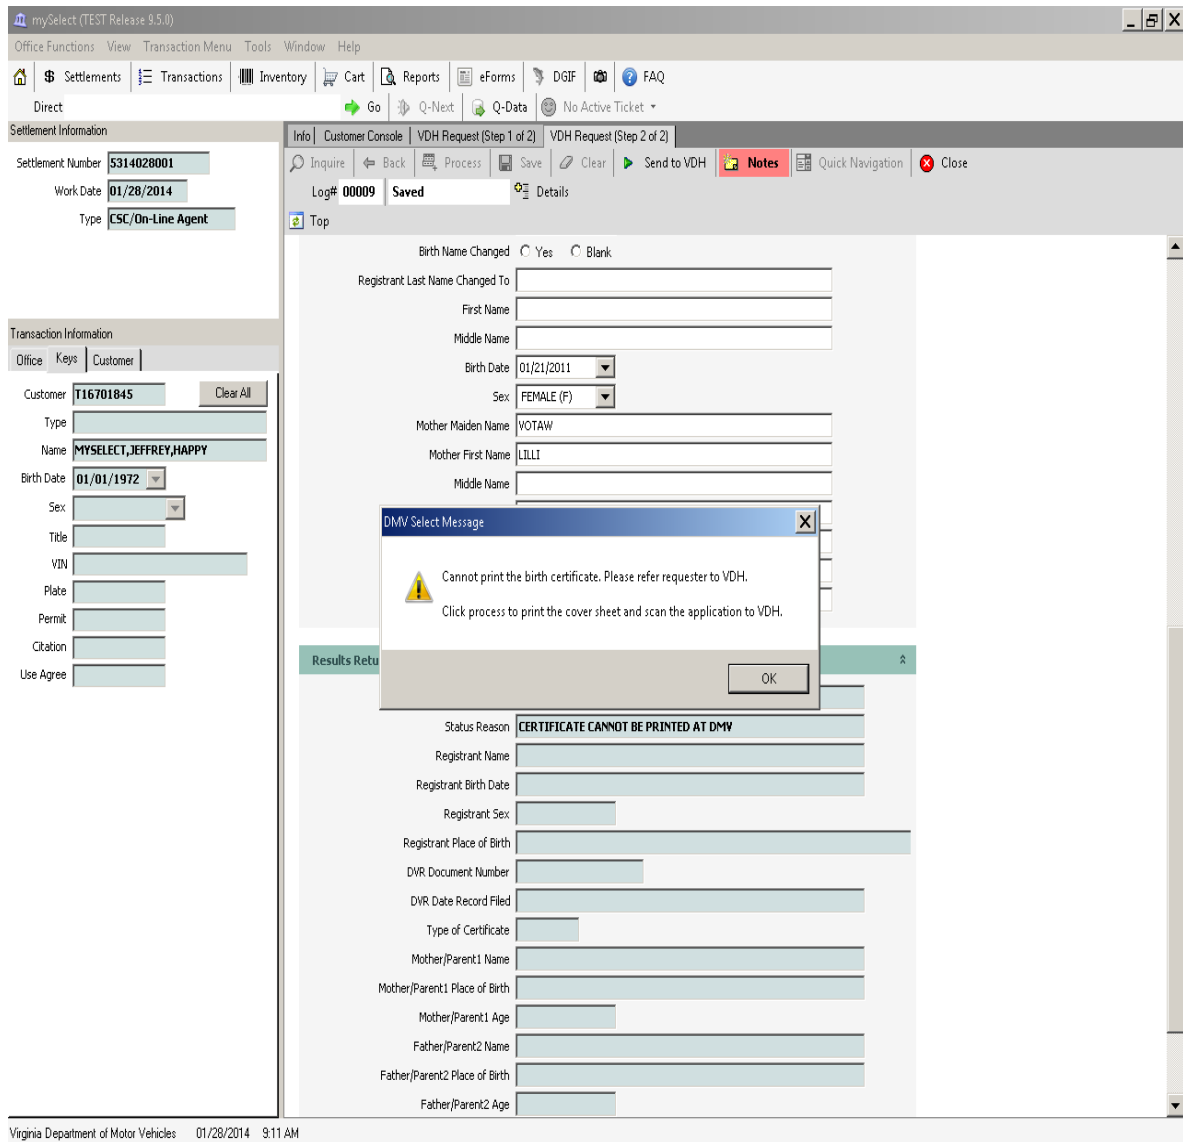 mySelect (TEST Release 9.5.0)
Office Functions View Transaction Menu Tools Window Help
$ Settlements Transactions Inventory Cart Reports eForms DGIF FAQ
Direct Go Q-Next Q-Data No Active Ticket
Settlement Information
Settlement Number 5314028001
Work Date 01/28/2014
Type CSC/On-Line Agent
Transaction Information
Office Keys Customer
Customer T16701845 Clear All
Type
Name MYSELECT,JEFFREY,HAPPY
Birth Date 01/01/1972
Sex
Title
VIN
Plate
Permit
Citation
Use Agree
Info Customer Console VDH Request (Step 1 of 2) VDH Request (Step 2 of 2)
Inquire Back Process Save Clear Send to VDH Notes Quick Navigation Close
Log# 00009 Saved Details
Top
Birth Name Changed Yes Blank
Registrant Last Name Changed To
First Name
Middle Name
Birth Date 01/21/2011
Sex FEMALE (F)
Mother Maiden Name VOTAW
Mother First Name LILLI
Middle Name
DMV Select Message
Cannot print the birth certificate. Please refer requester to VDH.
Click process to print the cover sheet and scan the application to VDH.
OK
Results Retu
Status Reason CERTIFICATE CANNOT BE PRINTED AT DMV
Registrant Name
Registrant Birth Date
Registrant Sex
Registrant Place of Birth
DVR Document Number
DVR Date Record Filed
Type of Certificate
Mother/Parent1 Name
Mother/Parent1 Place of Birth
Mother/Parent1 Age
Father/Parent2 Name
Father/Parent2 Place of Birth
Father/Parent2 Age
Virginia Department of Motor Vehicles 01/28/2014 9:11 AM